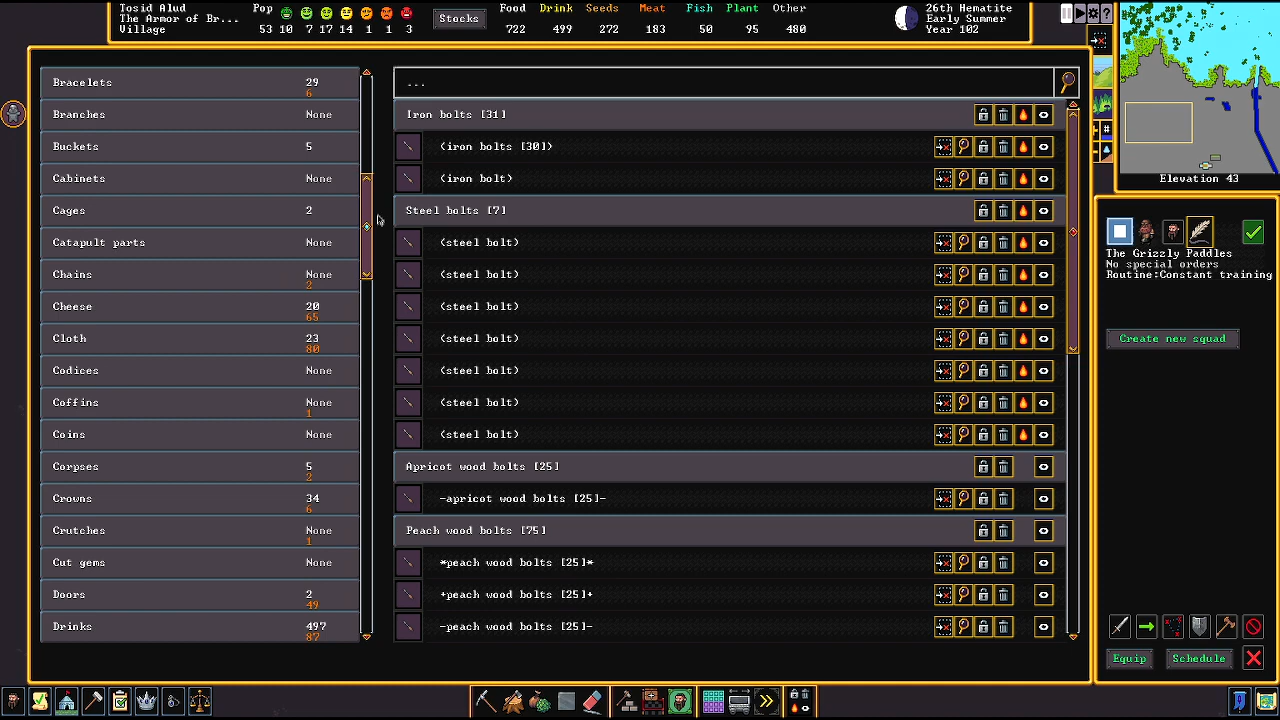 Tosid Alud
The Armor of Br...
Village
Pop
53 10 7 17 14 1 1 3
Stocks
Food Drink Seeds Meat Fish Plant Other
722 499 272 183 50 95 480
26th Hematite
Early Summer
Year 102
Elevation 43
Bracelets 29
6
Branches None
Buckets 5
Cabinets None
Cages 2
Catapult parts None
Chains None
2
Cheese 20
65
Cloth 23
80
Codices None
Coffins None
1
Coins None
Corpses 5
2
Crowns 34
6
Crutches None
1
Cut gems None
Doors 2
49
Drinks 497
87
...
Iron bolts [31]
(iron bolts [30])
(iron bolt)
Steel bolts [7]
(steel bolt)
(steel bolt)
(steel bolt)
(steel bolt)
(steel bolt)
(steel bolt)
(steel bolt)
Apricot wood bolts [25]
-apricot wood bolts [25]-
Peach wood bolts [75]
*peach wood bolts [25]*
+peach wood bolts [25]+
-peach wood bolts [25]-
The Grizzly Paddles
No special orders
Routine:Constant training
Create new squad
Equip
Schedule